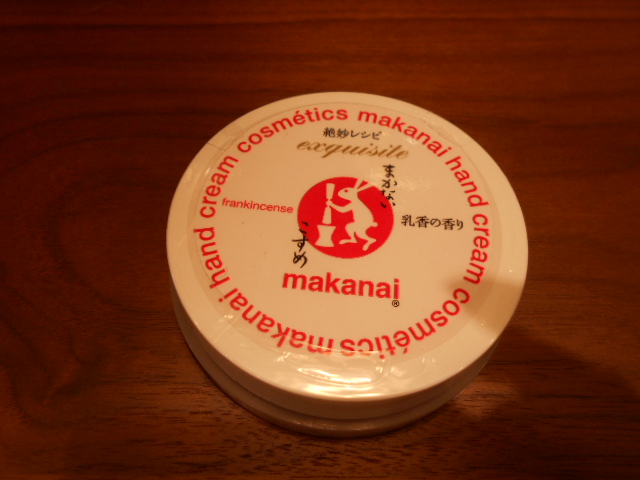 makanai hand cream cosmétics makanai hand cream cosmétics
絶妙レシピ
exquisite
まかない
こすめ
frankincense
乳香の香り
makanai®